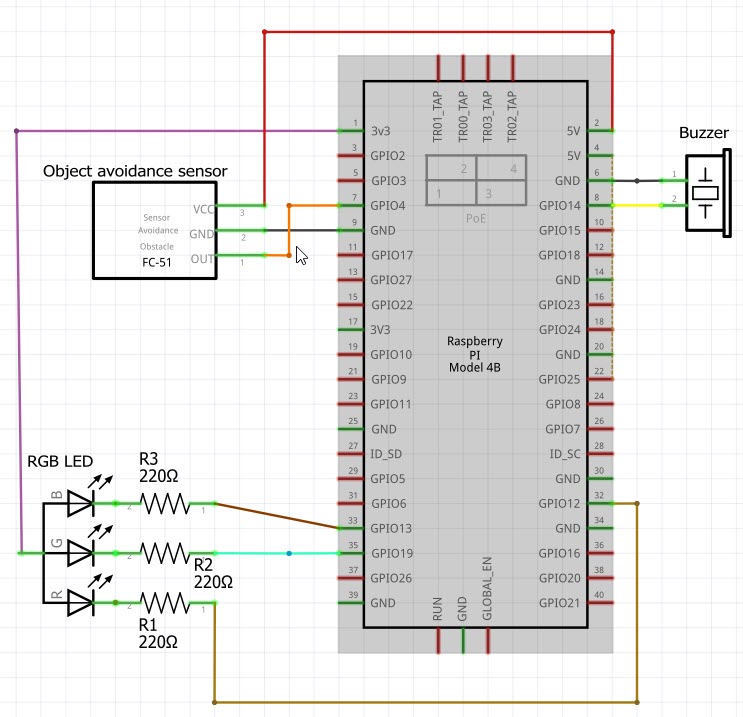 TR01_TAP
TR00_TAP
TR03_TAP
TR02_TAP
1 3v3 5V 2
3 GPIO2 5V 4
5 GPIO3 GND 6
7 GPIO4 GPIO14 8
9 GND GPIO15 10
11 GPIO17 GPIO18 12
13 GPIO27 GND 14
15 GPIO22 GPIO23 16
17 3V3 GPIO24 18
19 GPIO10 GND 20
21 GPIO9 GPIO25 22
23 GPIO11 GPIO8 24
25 GND GPIO7 26
27 ID_SD ID_SC 28
29 GPIO5 GND 30
31 GPIO6 GPIO12 32
33 GPIO13 GND 34
35 GPIO19 GPIO16 36
37 GPIO26 GPIO20 38
39 GND GPIO21 40
2 4
1 3
PoE
Raspberry
PI
Model 4B
RUN
GND
GLOBAL_EN
Buzzer
1
2
Object avoidance sensor
VCC 3
GND 2
OUT 1
Sensor
Avoidance
Obstacle
FC-51
RGB LED
R3
220Ω
B 2 1
G 2
R2
220Ω
R 2 1
R1
220Ω